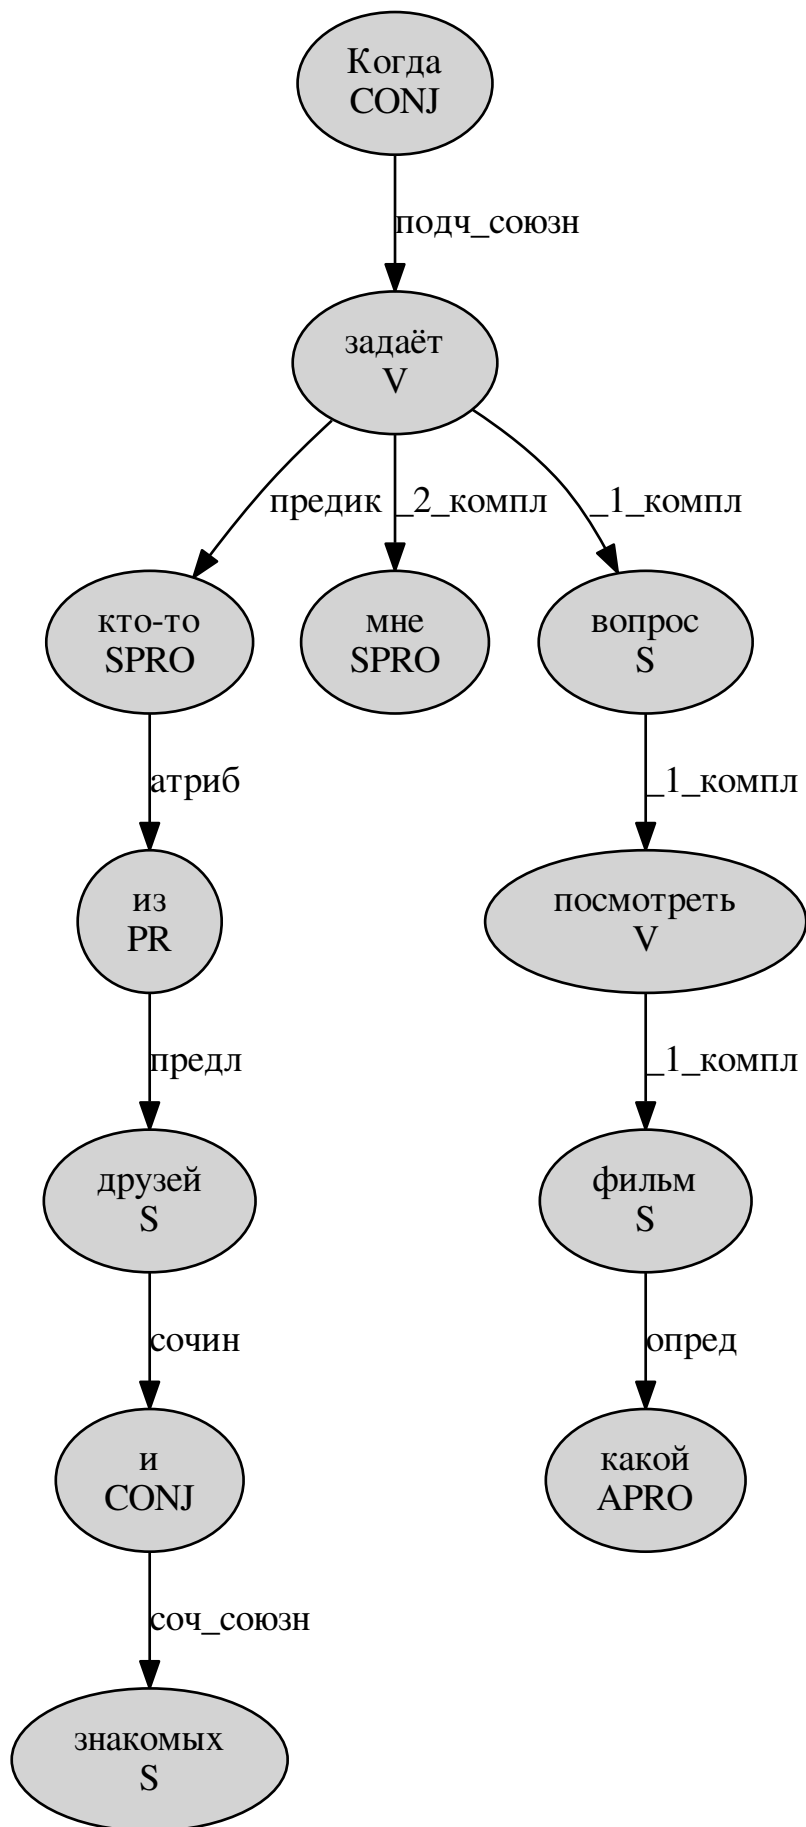 Когда
CONJ
подч_союзн
задаёт
V
предик
_2_компл
_1_компл
кто-то
SPRO
мне
SPRO
вопрос
S
атриб
_1_компл
из
PR
посмотреть
V
предл
_1_компл
друзей
S
фильм
S
сочин
опред
и
CONJ
какой
APRO
соч_союзн
знакомых
S